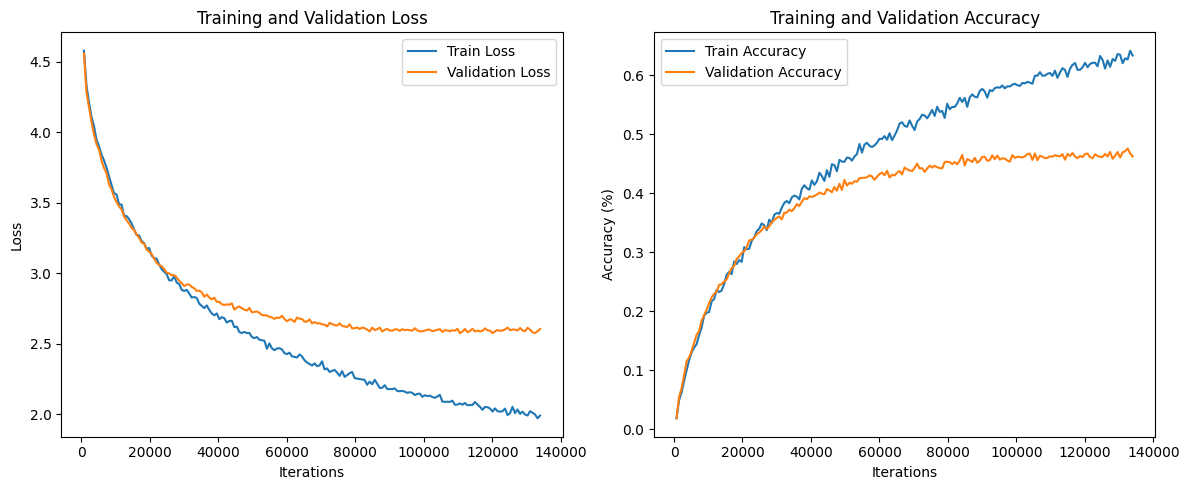 Training and Validation Loss
Train Loss
Validation Loss
4.5
4.0
3.5
3.0
2.5
2.0
Loss
0
20000
40000
60000
80000
100000
120000
140000
Iterations
Training and Validation Accuracy
Train Accuracy
Validation Accuracy
0.6
0.5
0.4
0.3
0.2
0.1
0.0
Accuracy (%)
0
20000
40000
60000
80000
100000
120000
140000
Iterations